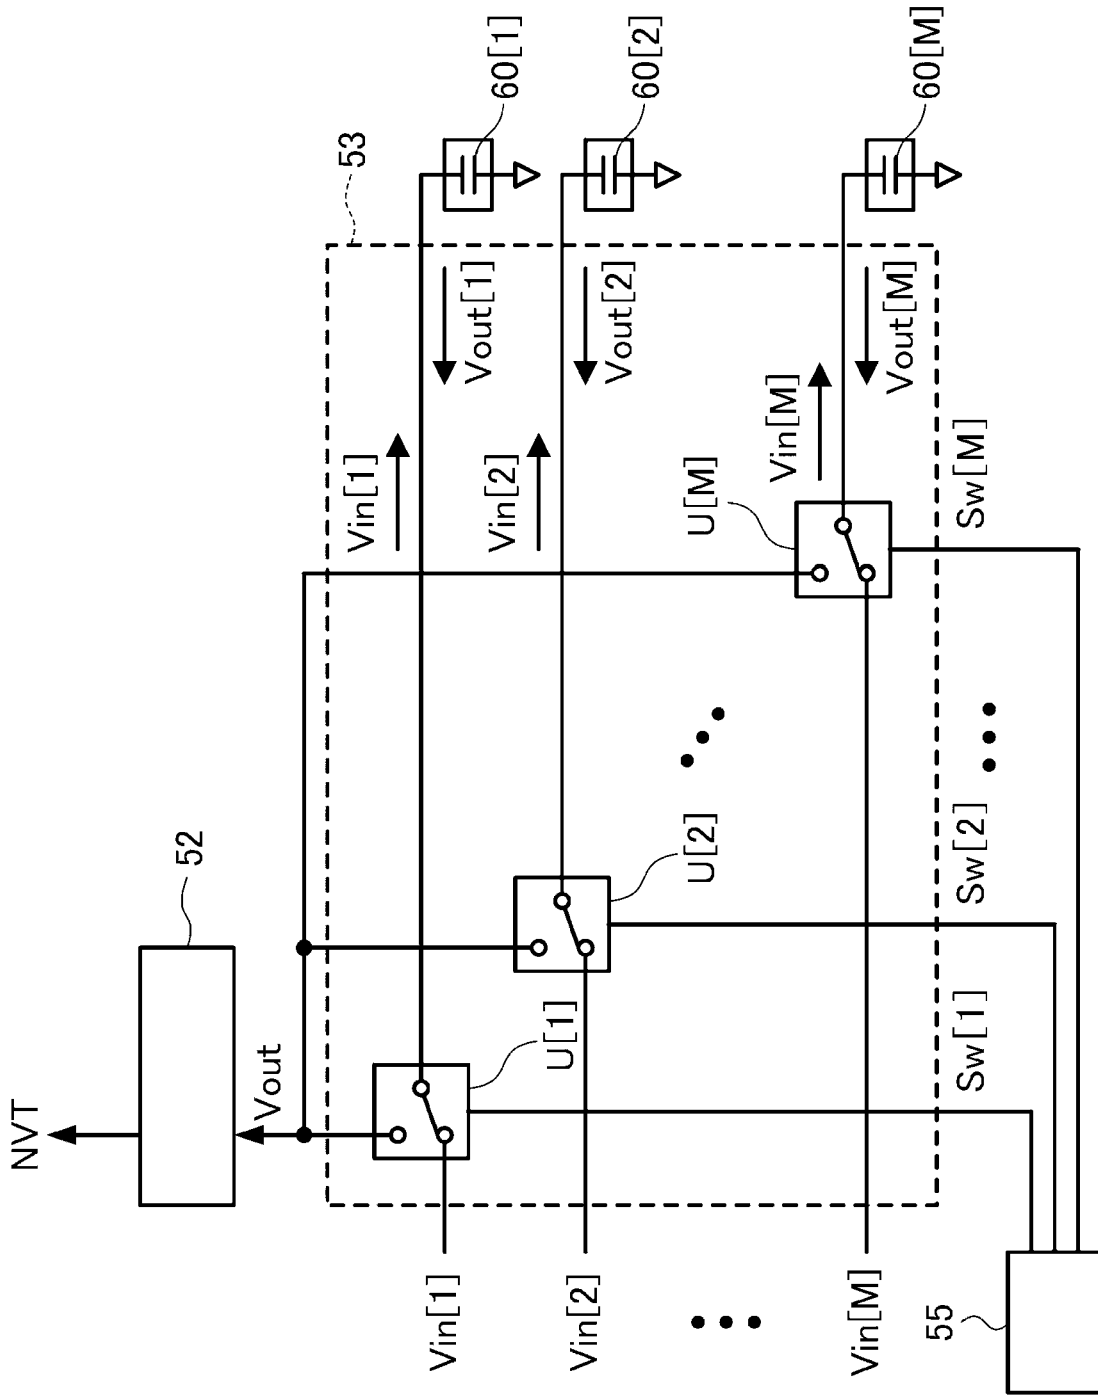 NVT
52
Vout
53
60[1]
60[2]
60[M]
Vin[1]
Vout[1]
Vin[2]
Vout[2]
Vin[M]
Vout[M]
U[1]
U[2]
U[M]
Sw[1]
Sw[2]
Sw[M]
Vin[1]
Vin[2]
Vin[M]
55